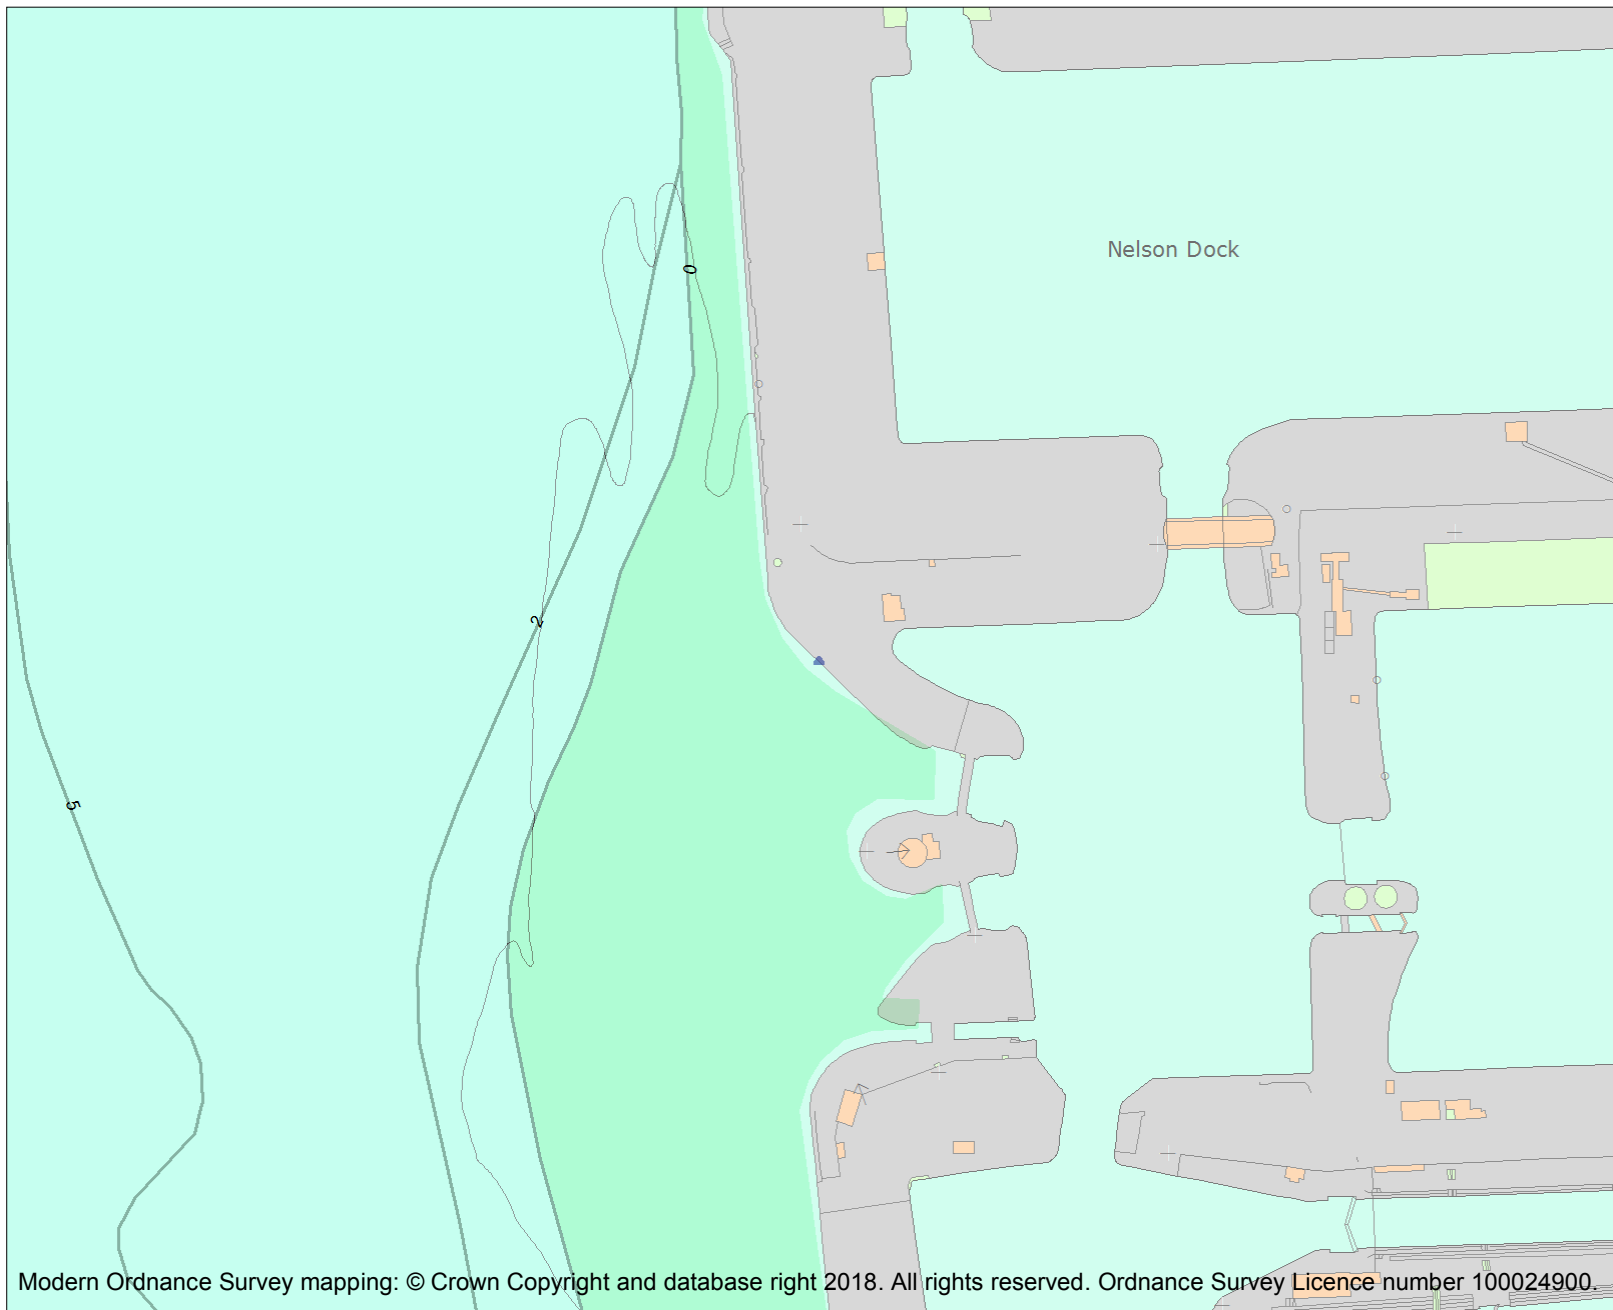 Nelson Dock
0
2
5
Modern Ordnance Survey mapping: © Crown Copyright and database right 2018. All rights reserved. Ordnance Survey Licence number 100024900.